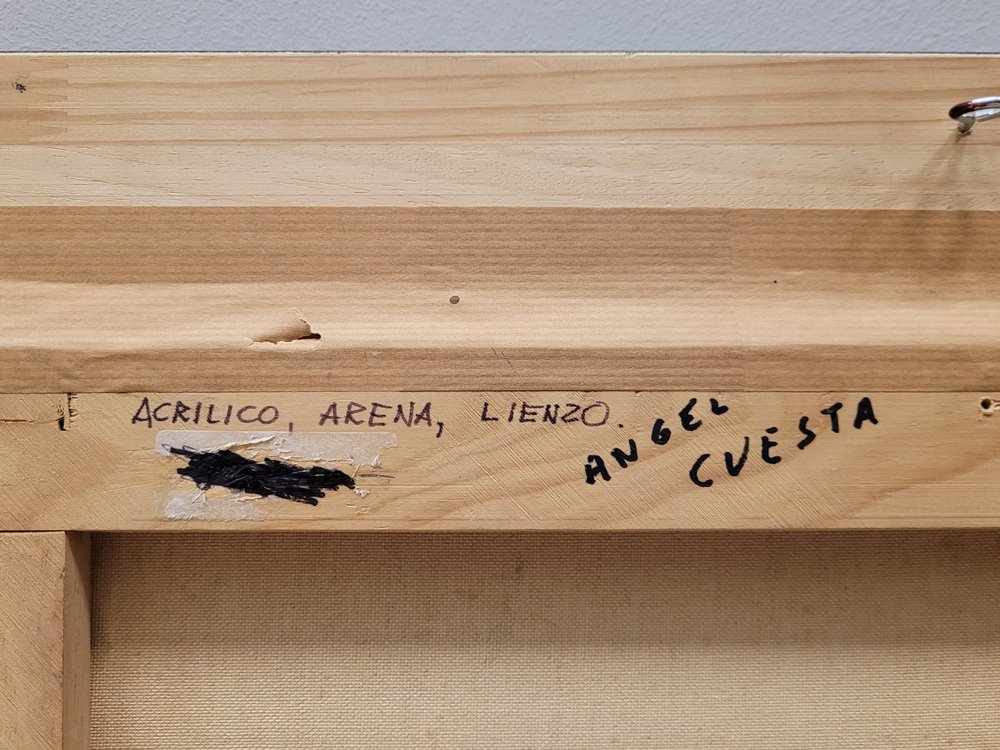 ACRILICO, ARENA, LIENZO.
ANGEL
CUESTA